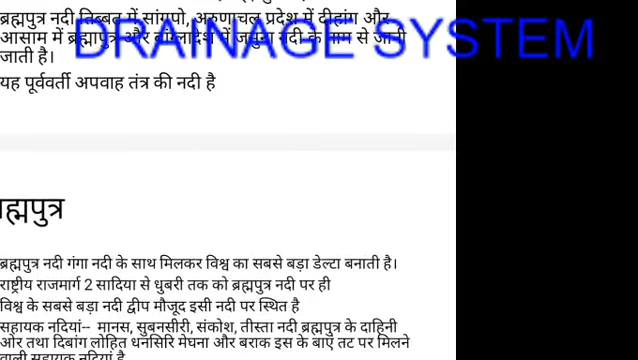 ब्रह्मपुत्र नदी तिब्बत में सांगपो, अरुणाचल प्रदेश में दीहांग और
आसाम में ब्रह्मपुत्र और बांग्लादेश में जमुना नदी के नाम से जानी
DRAINAGE SYSTEM
जाती है।
यह पूर्ववर्ती अपवाह तंत्र की नदी है
ह्मपुत्र
ब्रह्मपुत्र नदी गंगा नदी के साथ मिलकर विश्व का सबसे बड़ा डेल्टा बनाती है।
राष्ट्रीय राजमार्ग 2 सादिया से धुबरी तक को ब्रह्मपुत्र नदी पर ही
विश्व के सबसे बड़ा नदी द्वीप मौजूद इसी नदी पर स्थित है
सहायक नदियां-- मानस, सुबनसीरी, संकोश, तीस्ता नदी ब्रह्मपुत्र के दाहिनी
ओर तथा दिबांग लोहित धनसिरि मेघना और बराक इस के बाएं तट पर मिलने
वाली सहायक नदियां है